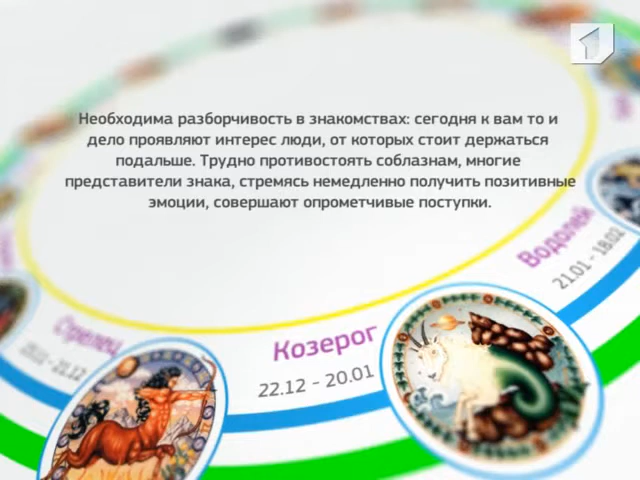 Необходима разборчивость в знакомствах: сегодня к вам то и
дело проявляют интерес люди, от которых стоит держаться
подальше. Трудно противостоять соблазнам, многие
представители знака, стремясь немедленно получить позитивные
эмоции, совершают опрометчивые поступки.
Водолей
21.01 - 18.02
Стрелец
Козерог
22.12 - 20.01